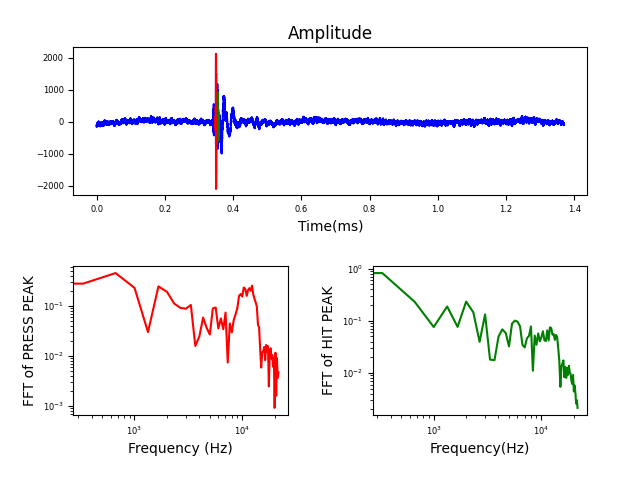 Amplitude
2000
1000
0
−1000
−2000
0.0 0.2 0.4 0.6 0.8 1.0 1.2 1.4
Time(ms)
FFT of PRESS PEAK
10⁻¹
10⁻²
10⁻³
10³ 10⁴
Frequency (Hz)
FFT of HIT PEAK
10⁰
10⁻¹
10⁻²
10³ 10⁴
Frequency(Hz)